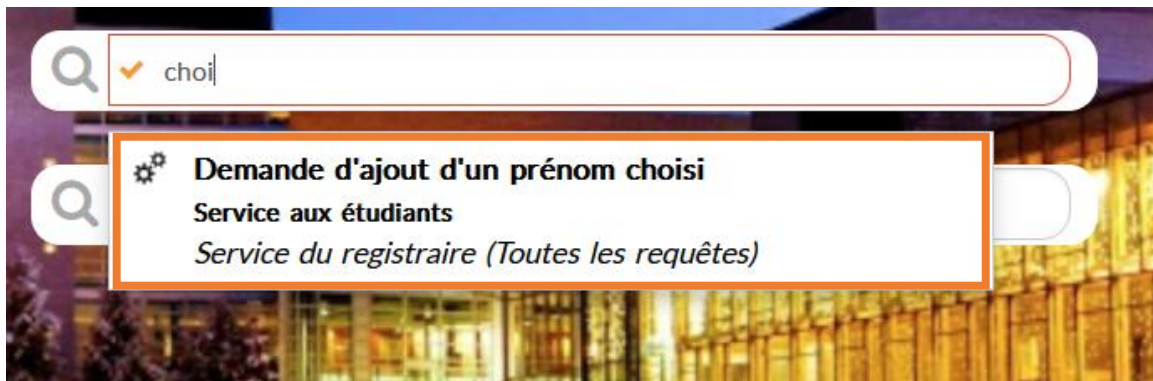 choi
Demande d'ajout d'un prénom choisi
Service aux étudiants
Service du registraire (Toutes les requêtes)